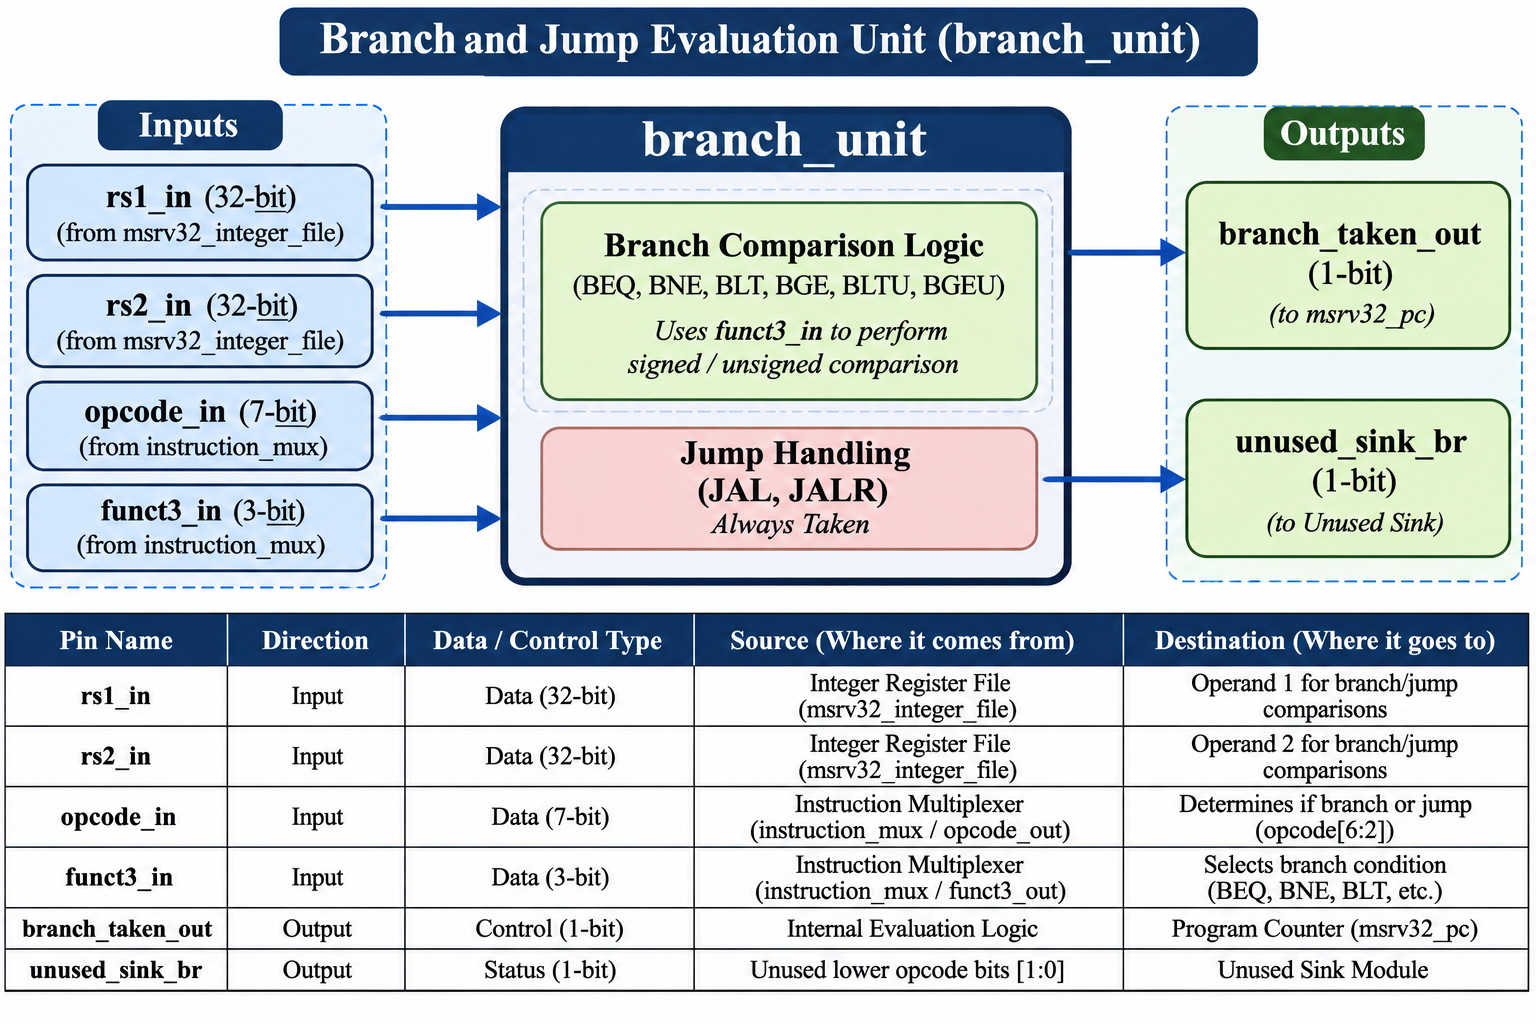 Branch and Jump Evaluation Unit (branch_unit)
Inputs
rs1_in (32-bit)
(from msrv32_integer_file)
rs2_in (32-bit)
(from msrv32_integer_file)
opcode_in (7-bit)
(from instruction_mux)
funct3_in (3-bit)
(from instruction_mux)
branch_unit
Branch Comparison Logic
(BEQ, BNE, BLT, BGE, BLTU, BGEU)
Uses funct3_in to perform
signed / unsigned comparison
Jump Handling
(JAL, JALR)
Always Taken
Outputs
branch_taken_out
(1-bit)
(to msrv32_pc)
unused_sink_br
(1-bit)
(to Unused Sink)
Pin Name Direction Data / Control Type Source (Where it comes from) Destination (Where it goes to)
rs1_in Input Data (32-bit) Integer Register File
(msrv32_integer_file) Operand 1 for branch/jump
comparisons
rs2_in Input Data (32-bit) Integer Register File
(msrv32_integer_file) Operand 2 for branch/jump
comparisons
opcode_in Input Data (7-bit) Instruction Multiplexer
(instruction_mux / opcode_out) Determines if branch or jump
(opcode[6:2])
funct3_in Input Data (3-bit) Instruction Multiplexer
(instruction_mux / funct3_out) Selects branch condition
(BEQ, BNE, BLT, etc.)
branch_taken_out Output Control (1-bit) Internal Evaluation Logic Program Counter (msrv32_pc)
unused_sink_br Output Status (1-bit) Unused lower opcode bits [1:0] Unused Sink Module